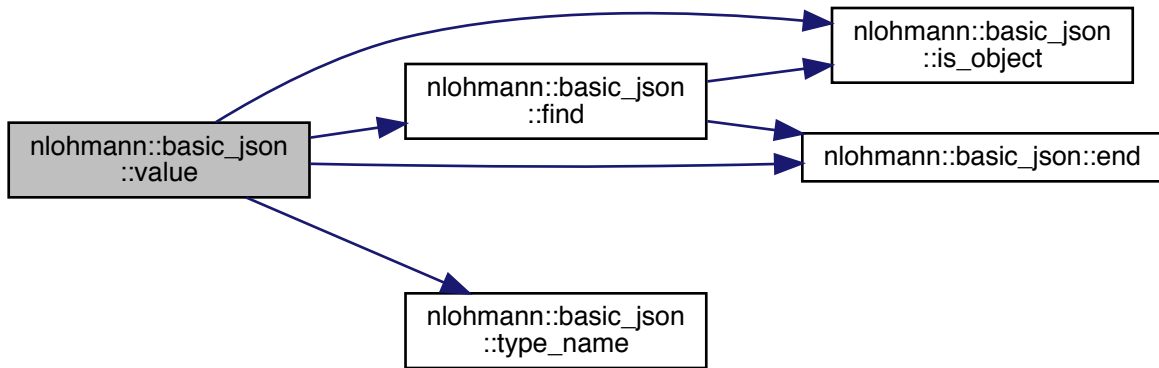 nlohmann::basic_json
::value
nlohmann::basic_json
::find
nlohmann::basic_json
::is_object
nlohmann::basic_json::end
nlohmann::basic_json
::type_name